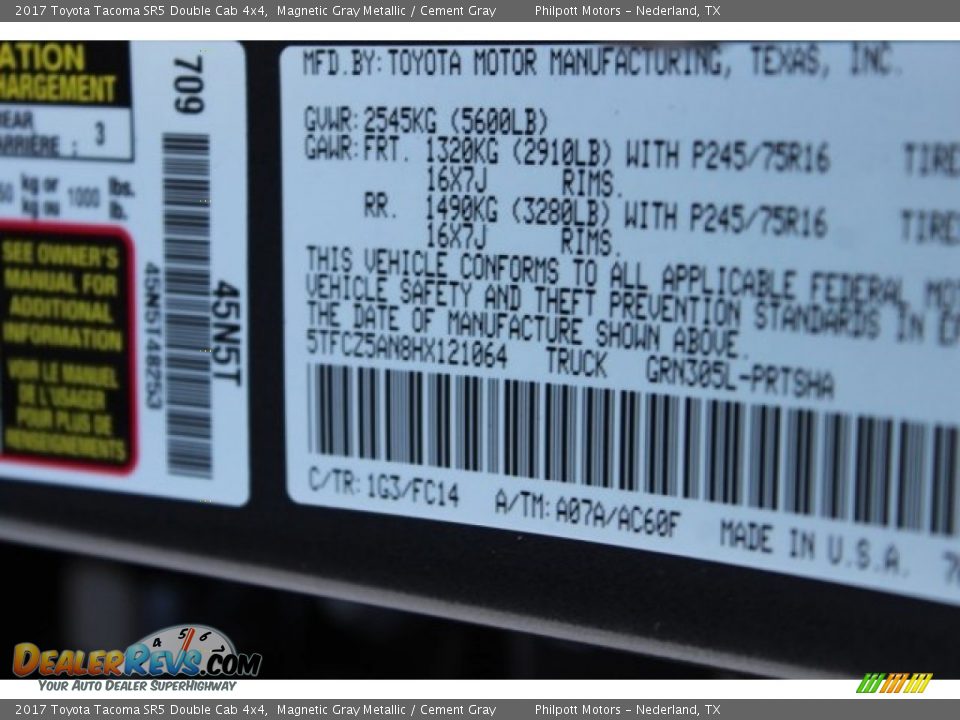 2017 Toyota Tacoma SR5 Double Cab 4x4, Magnetic Gray Metallic / Cement Gray Philpott Motors – Nederland, TX
ATION
HARGEMENT
REAR
ARRIÈRE : 3
kg or 1000 lbs.
kg ou lb.
SEE OWNER'S
MANUAL FOR
ADDITIONAL
INFORMATION
VOIR LE MANUEL
DE L'USAGER
POUR PLUS DE
RENSEIGNEMENTS
709
45N5T
MFD.BY: TOYOTA MOTOR MANUFACTURING, TEXAS, INC.
GVWR: 2545KG (5600LB)
GAWR: FRT. 1320KG (2910LB) WITH P245/75R16 TIRE
16X7J RIMS.
RR. 1490KG (3280LB) WITH P245/75R16 TIRE
16X7J RIMS.
THIS VEHICLE CONFORMS TO ALL APPLICABLE FEDERAL MOT
VEHICLE SAFETY AND THEFT PREVENTION STANDARDS IN E
THE DATE OF MANUFACTURE SHOWN ABOVE.
5TFCZ5AN8HX121064 TRUCK GRN305L-PRTSHA
C/TR: 1G3/FC14 A/TM: A07A/AC60F MADE IN U.S.A.
4 5 6
DEALERREVS.COM
YOUR AUTO DEALER SUPERHIGHWAY
2017 Toyota Tacoma SR5 Double Cab 4x4, Magnetic Gray Metallic / Cement Gray Philpott Motors – Nederland, TX